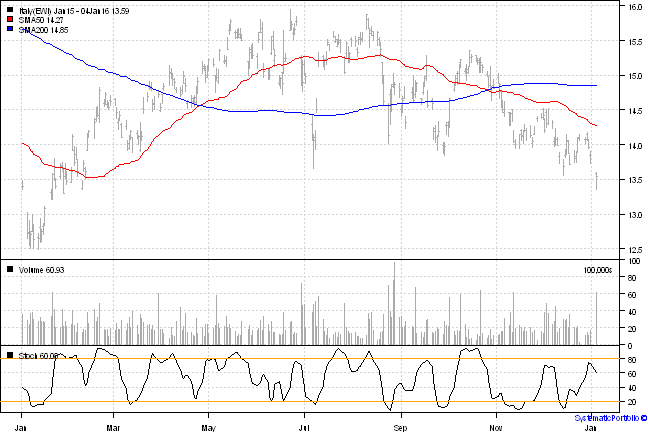 Italy(EWI) Jan15 - 04Jan16 13.59
SMA50 14.27
SMA200 14.85
16.0
15.5
15.0
14.5
14.0
13.5
13.0
12.5
Volume 60.93
100,000s
100
80
60
40
20
0
Stoch
80
60
40
20
Jan Mar May Jul Sep Nov Jan
SystematicPortfolio ©